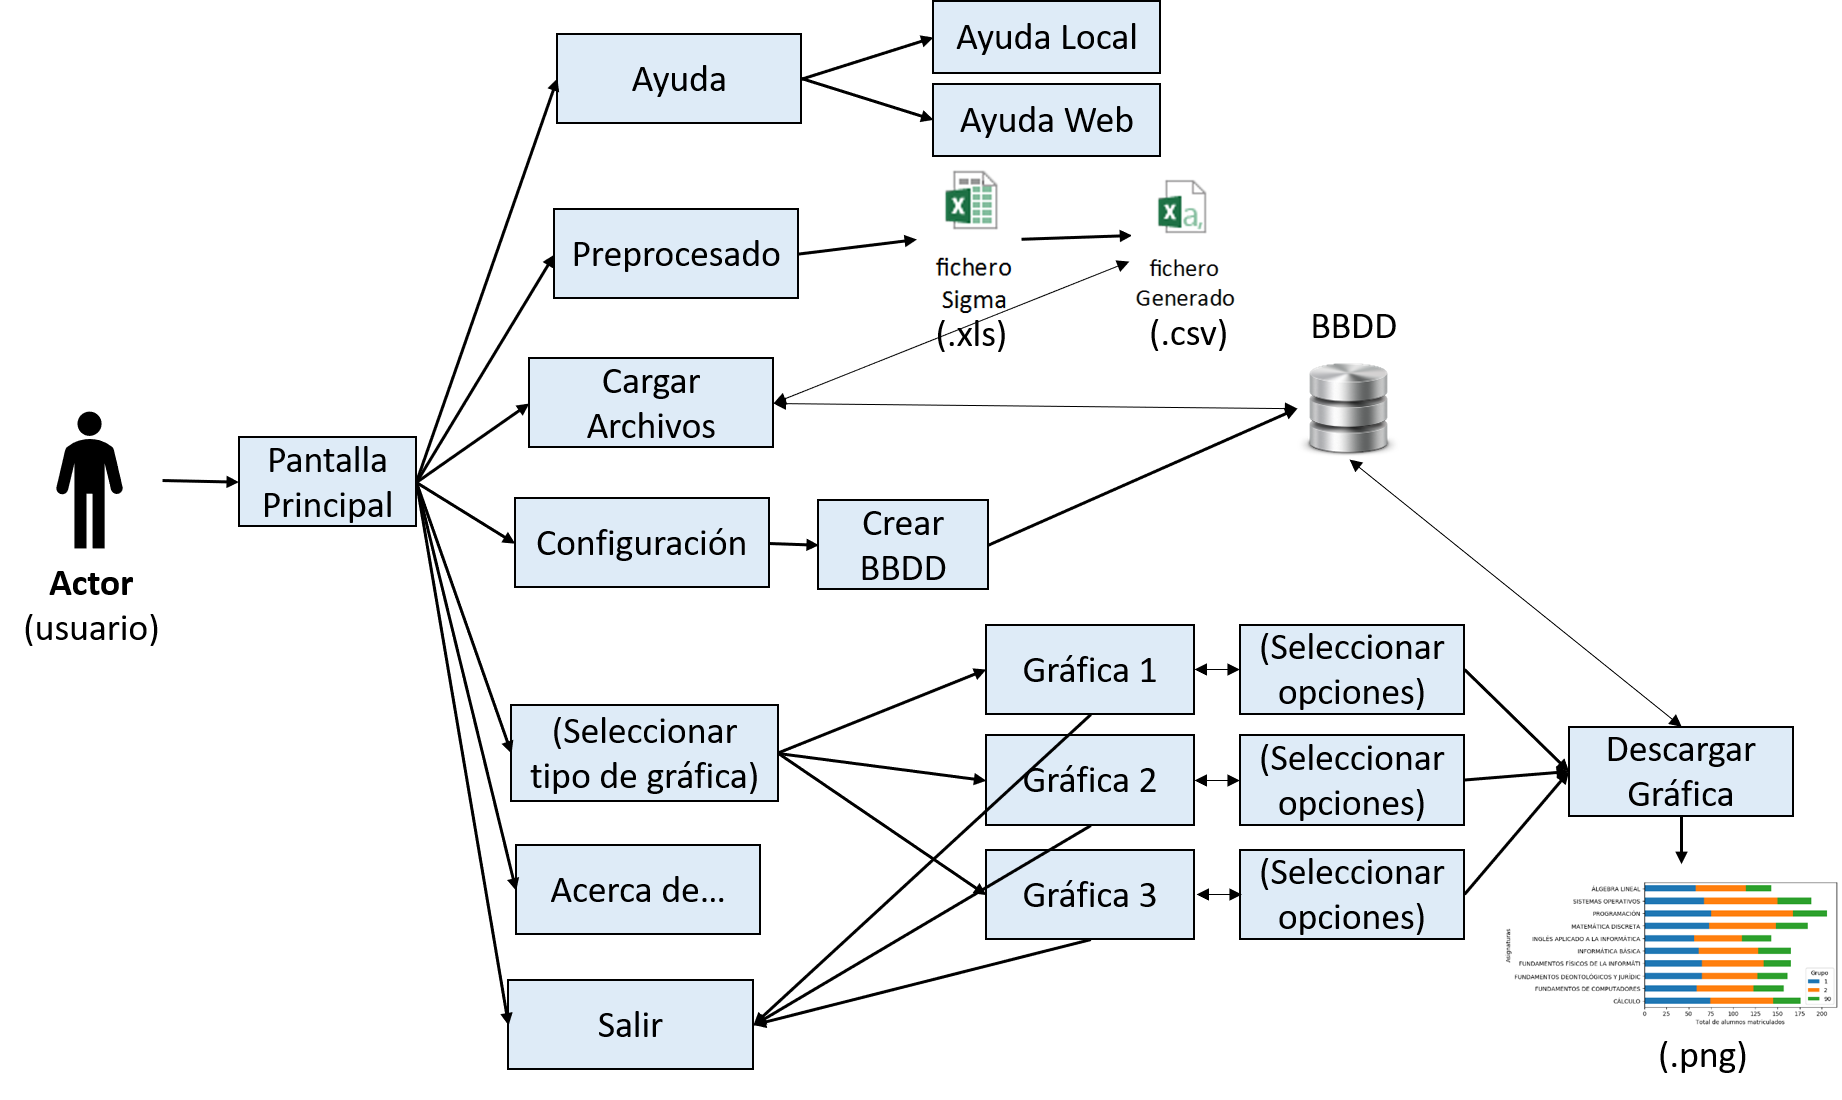 Ayuda
Ayuda Local
Ayuda Web
Preprocesado
fichero
Sigma
(.xls)
fichero
Generado
(.csv)
BBDD
Cargar
Archivos
Pantalla
Principal
Actor
(usuario)
Configuración
Crear
BBDD
(Seleccionar
tipo de gráfica)
Gráfica 1
(Seleccionar
opciones)
Gráfica 2
(Seleccionar
opciones)
Gráfica 3
(Seleccionar
opciones)
Descargar
Gráfica
Acerca de...
Salir
ÁLGEBRA LINEAL
SISTEMAS OPERATIVOS
PROGRAMACIÓN
MATEMÁTICA DISCRETA
INGLÉS APLICADO A LA INFORMÁTICA
INFORMÁTICA BÁSICA
FUNDAMENTOS FÍSICOS DE LA INFORMÁTI
FUNDAMENTOS DEONTOLÓGICOS Y JURÍDIC
FUNDAMENTOS DE COMPUTADORES
CÁLCULO
Asignaturas
Grupo
1
2
90
0 25 50 75 100 125 150 175 200
Total de alumnos matriculados
(.png)